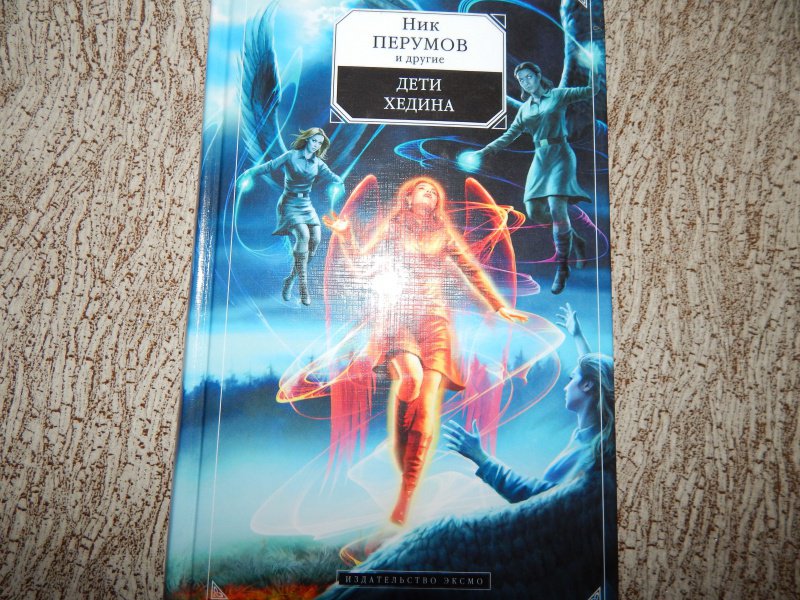 Ник
ПЕРУМОВ
и другие
ДЕТИ
ХЕДИНА
ИЗДАТЕЛЬСТВО ЭКСМО